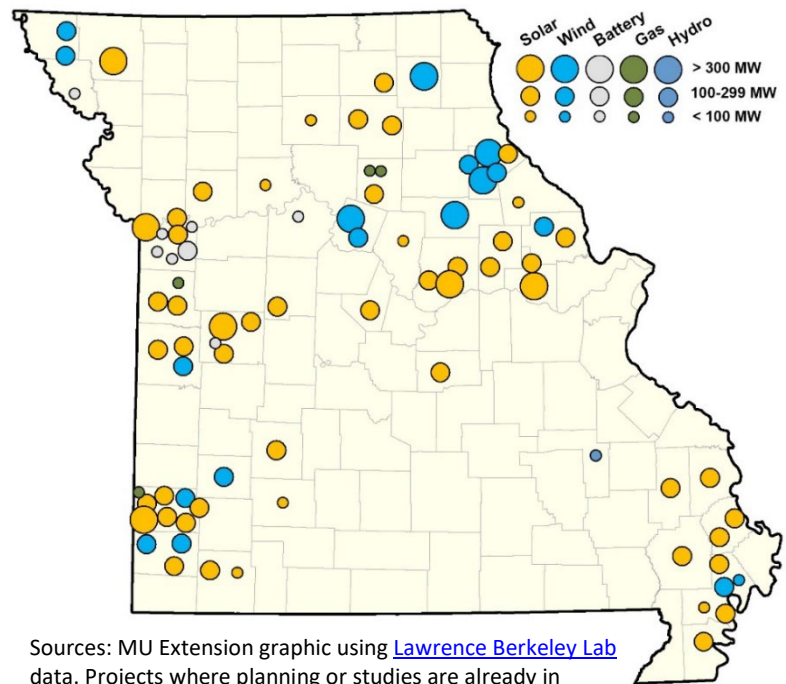 Solar Wind Battery Gas Hydro
> 300 MW
100-299 MW
< 100 MW
Sources: MU Extension graphic using Lawrence Berkeley Lab
data. Projects where planning or studies are already in